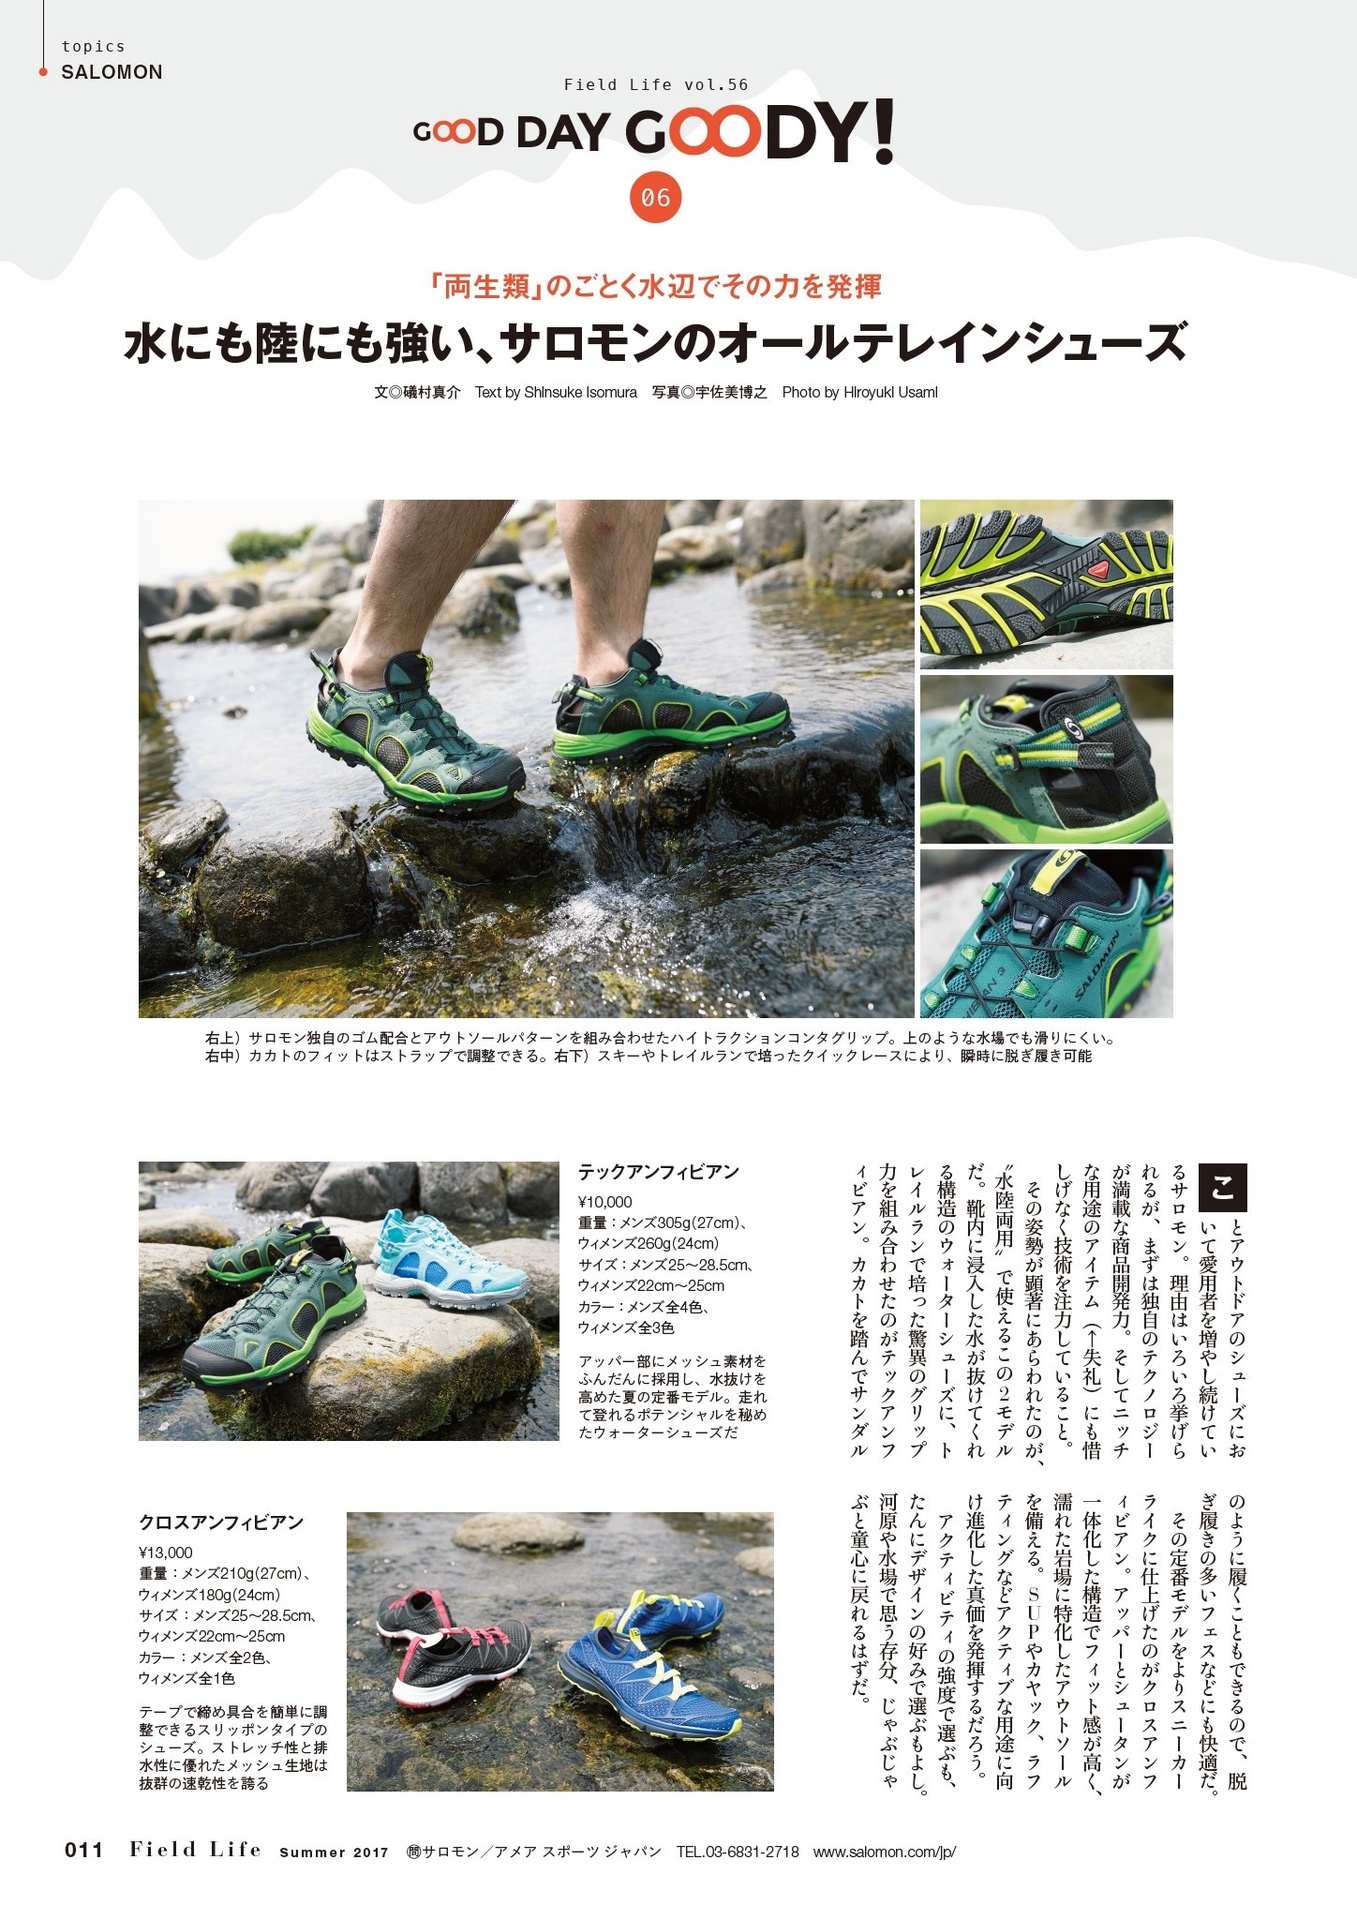 topics
SALOMON
Field Life vol.56
GOOD DAY GOODY!
06
「両生類」のごとく水辺でその力を発揮
水にも陸にも強い、サロモンのオールテレインシューズ
文◎礒村真介　Text by Shinsuke Isomura　写真◎宇佐美博之　Photo by Hiroyuki Usami
SALOMON
右上）サロモン独自のゴム配合とアウトソールパターンを組み合わせたハイトラクションコンタグリップ。上のような水場でも滑りにくい。
右中）カカトのフィットはストラップで調整できる。右下）スキーやトレイルランで培ったクイックレースにより、瞬時に脱ぎ履き可能
こ
とアウトドアのシューズにお
いて愛用者を増やし続けてい
るサロモン。理由はいろいろ挙げら
れるが、まずは独自のテクノロジー
が満載な商品開発力。そしてニッチ
な用途のアイテム（↑失礼）にも惜
しげなく技術を注力していること。
その姿勢が顕著にあらわれたのが、
〝水陸両用〟で使えるこの2モデル
だ。靴内に浸入した水が抜けてくれ
る構造のウォーターシューズに、ト
レイルランで培った驚異のグリップ
力を組み合わせたのがテックアンフ
ィビアン。カカトを踏んでサンダル
のように履くこともできるので、脱
ぎ履きの多いフェスなどにも快適だ。
その定番モデルをよりスニーカー
ライクに仕上げたのがクロスアンフ
ィビアン。アッパーとシュータンが
一体化した構造でフィット感が高く、
濡れた岩場に特化したアウトソール
を備える。SUPやカヤック、ラフ
ティングなどアクティブな用途に向
け進化した真価を発揮するだろう。
アクティビティの強度で選ぶも、
たんにデザインの好みで選ぶもよし。
河原や水場で思う存分、じゃぶじゃ
ぶと童心に戻れるはずだ。
テックアンフィビアン
¥10,000
重量：メンズ305g(27cm)、
ウィメンズ260g(24cm)
サイズ：メンズ25〜28.5cm、
ウィメンズ22cm〜25cm
カラー：メンズ全4色、
ウィメンズ全3色
アッパー部にメッシュ素材を
ふんだんに採用し、水抜けを
高めた夏の定番モデル。走れ
て登れるポテンシャルを秘め
たウォーターシューズだ
クロスアンフィビアン
¥13,000
重量：メンズ210g(27cm)、
ウィメンズ180g(24cm)
サイズ：メンズ25〜28.5cm、
ウィメンズ22cm〜25cm
カラー：メンズ全2色、
ウィメンズ全1色
テープで締め具合を簡単に調
整できるスリッポンタイプの
シューズ。ストレッチ性と排
水性に優れたメッシュ生地は
抜群の速乾性を誇る
011 Field Life Summer 2017 ㉄サロモン／アメア スポーツ ジャパン　TEL.03-6831-2718　www.salomon.com/jp/